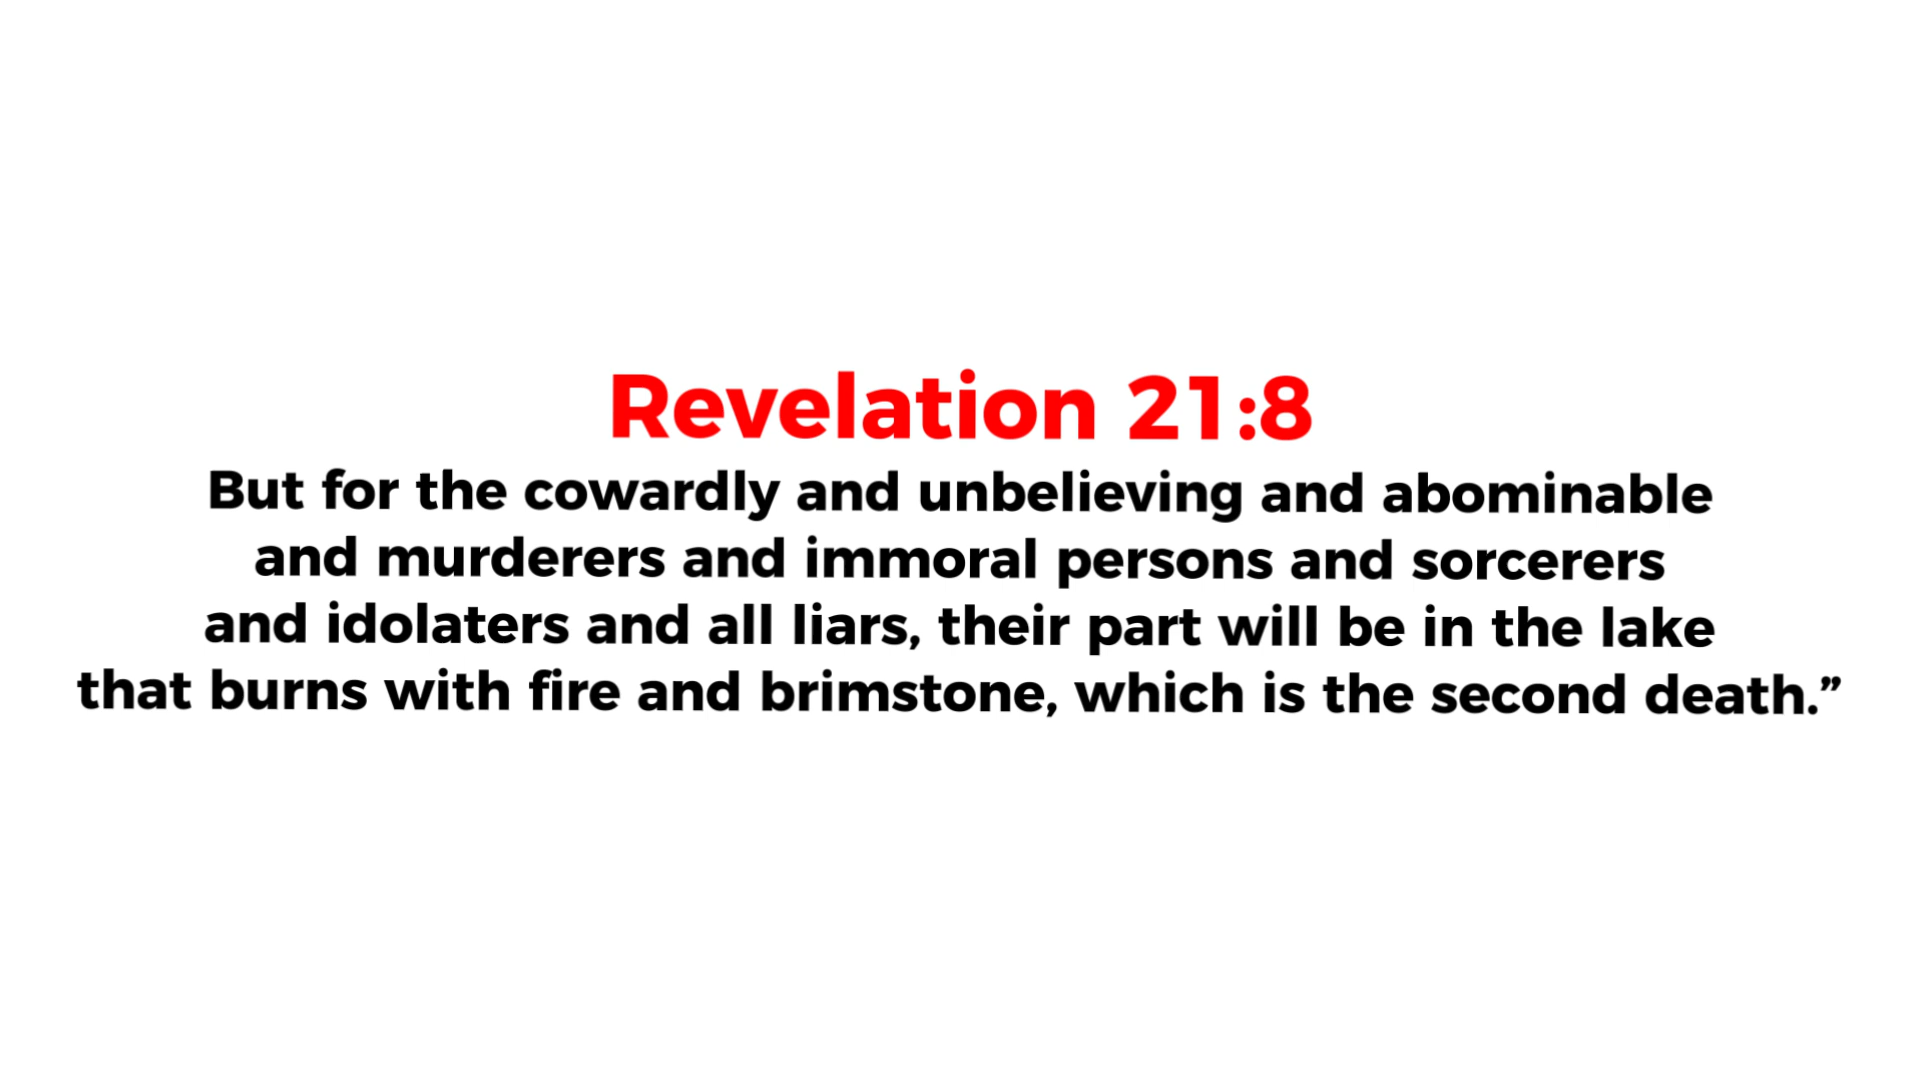 Revelation 21:8
But for the cowardly and unbelieving and abominable
and murderers and immoral persons and sorcerers
and idolaters and all liars, their part will be in the lake
that burns with fire and brimstone, which is the second death.”